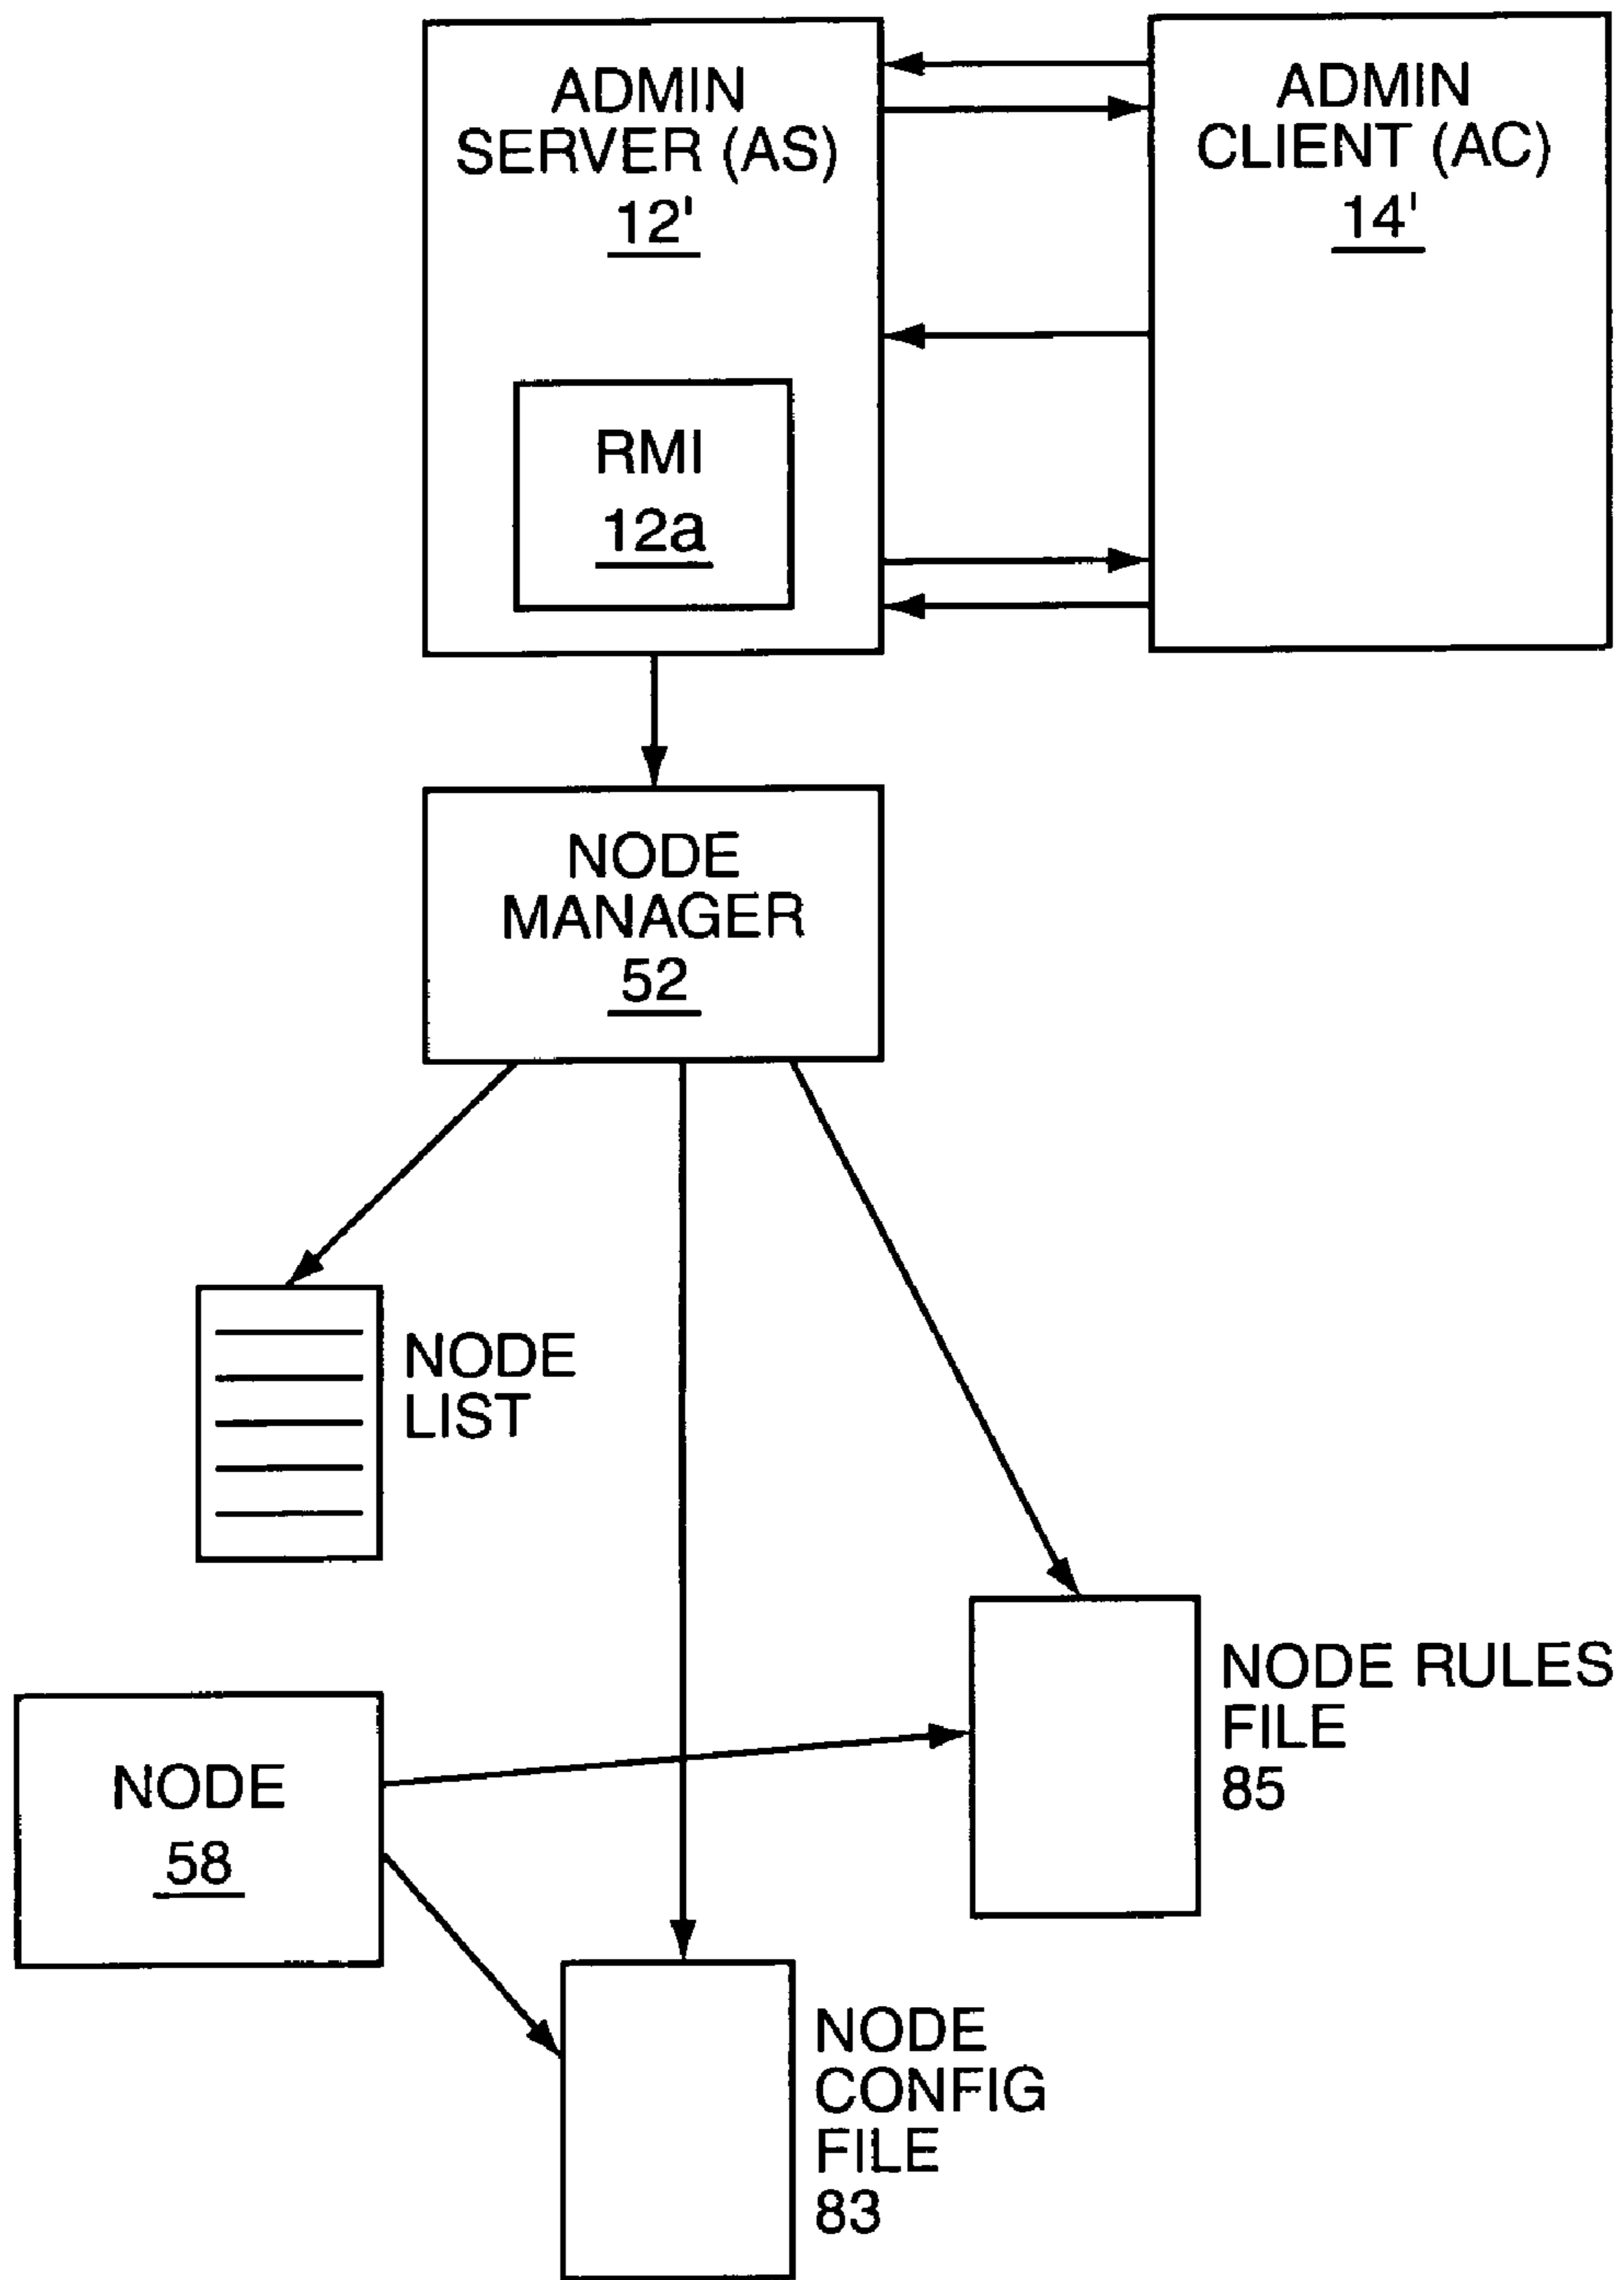 ADMIN
SERVER (AS)
12'
ADMIN
CLIENT (AC)
14'
RMI
12a
NODE
MANAGER
52
NODE
LIST
NODE RULES
FILE
85
NODE
58
NODE
CONFIG
FILE
83